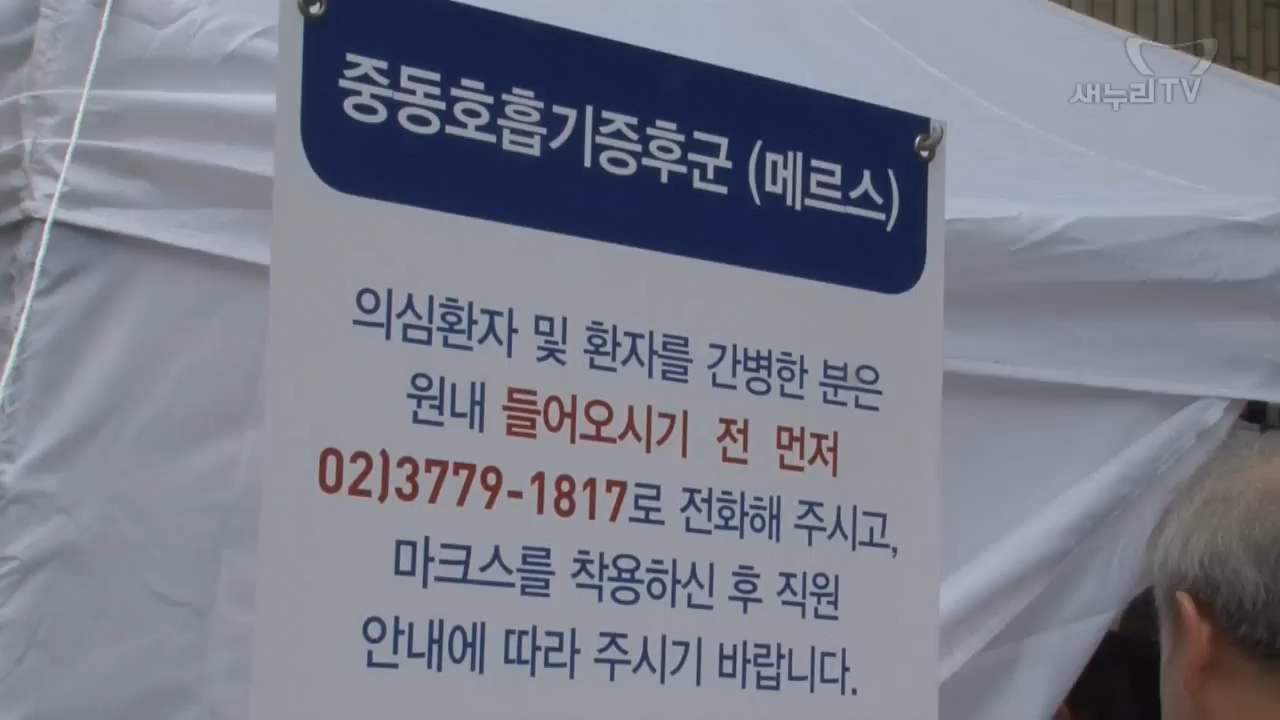 새누리TV
중동호흡기증후군 (메르스)
의심환자 및 환자를 간병한 분은
원내 들어오시기 전 먼저
02)3779-1817로 전화해 주시고,
마크스를 착용하신 후 직원
안내에 따라 주시기 바랍니다.